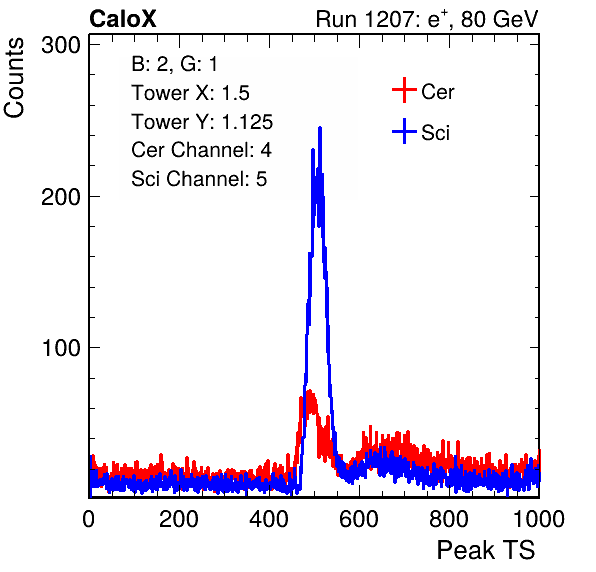 CaloX Run 1207: e⁺, 80 GeV
Counts
300
200
100
B: 2, G: 1
Tower X: 1.5
Tower Y: 1.125
Cer Channel: 4
Sci Channel: 5
Cer
Sci
0 200 400 600 800 1000
Peak TS